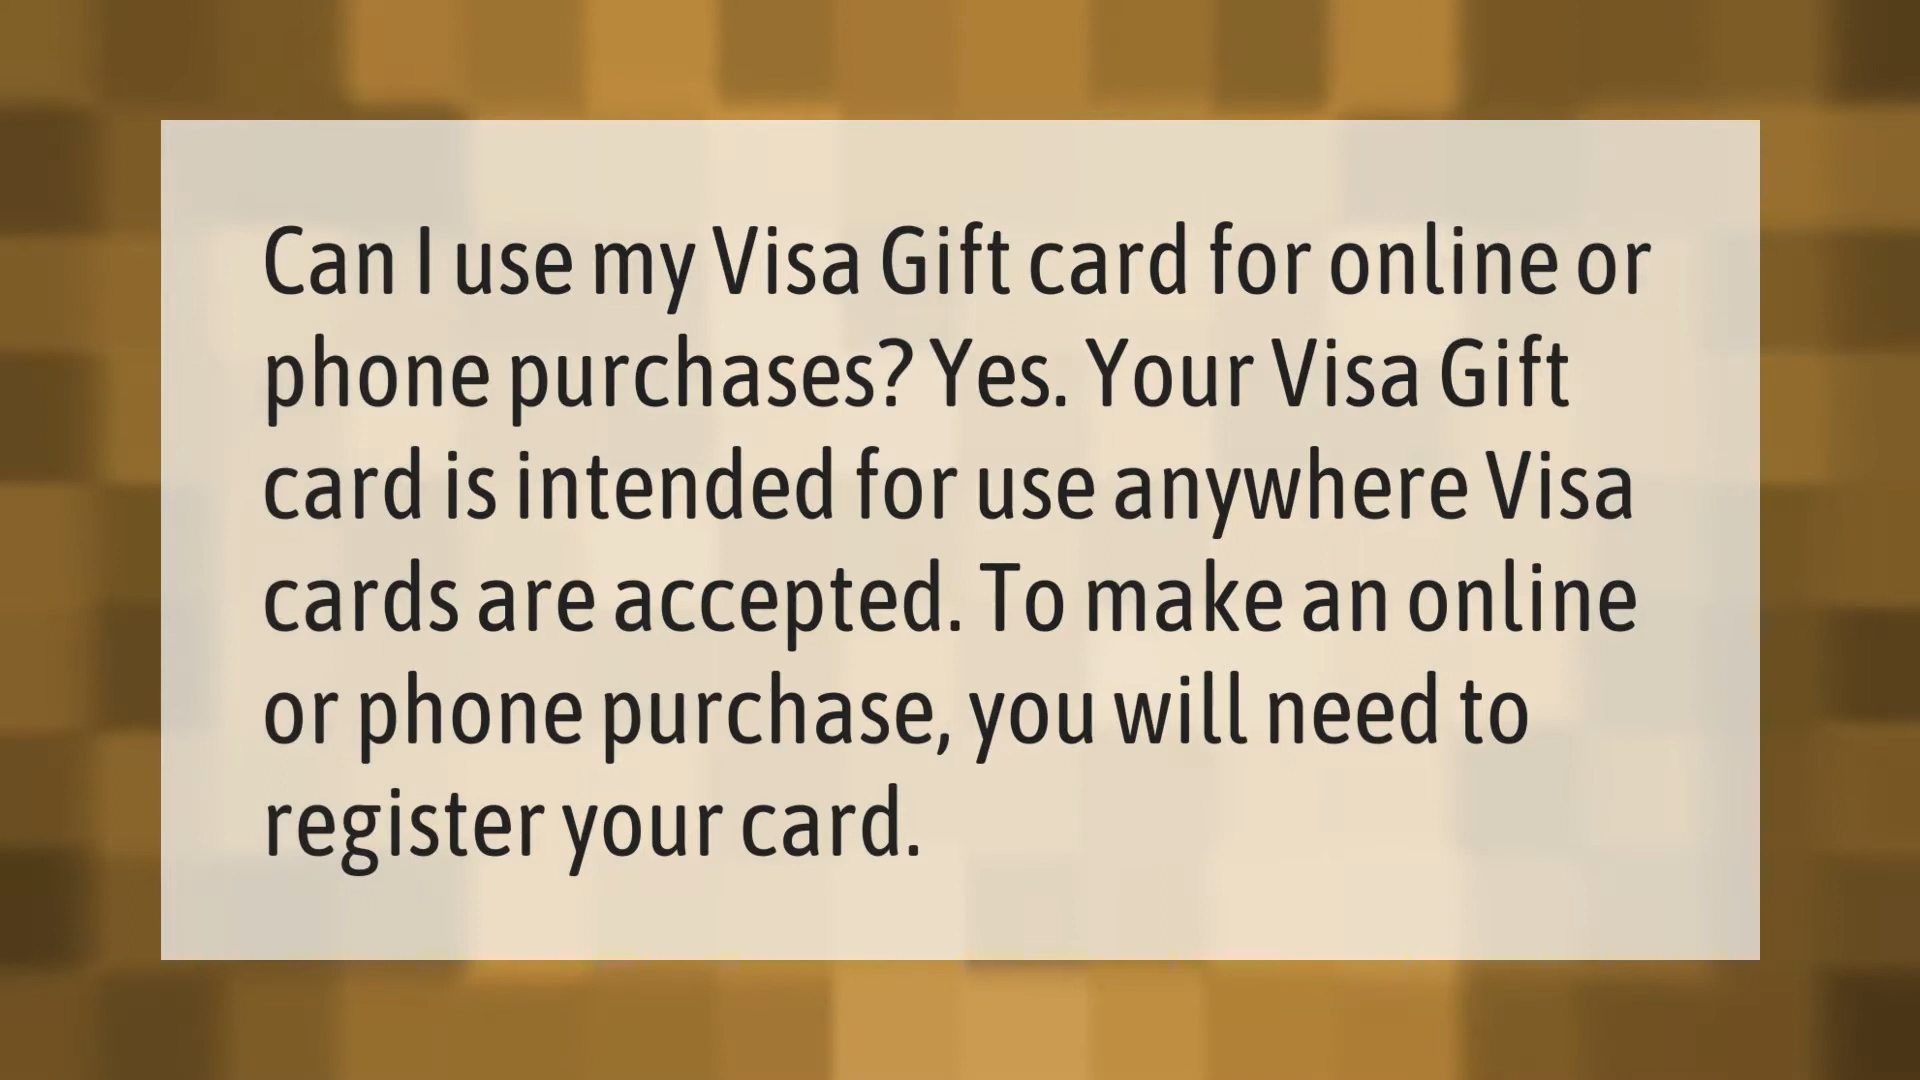 Can I use my Visa Gift card for online or
phone purchases? Yes. Your Visa Gift
card is intended for use anywhere Visa
cards are accepted. To make an online
or phone purchase, you will need to
register your card.